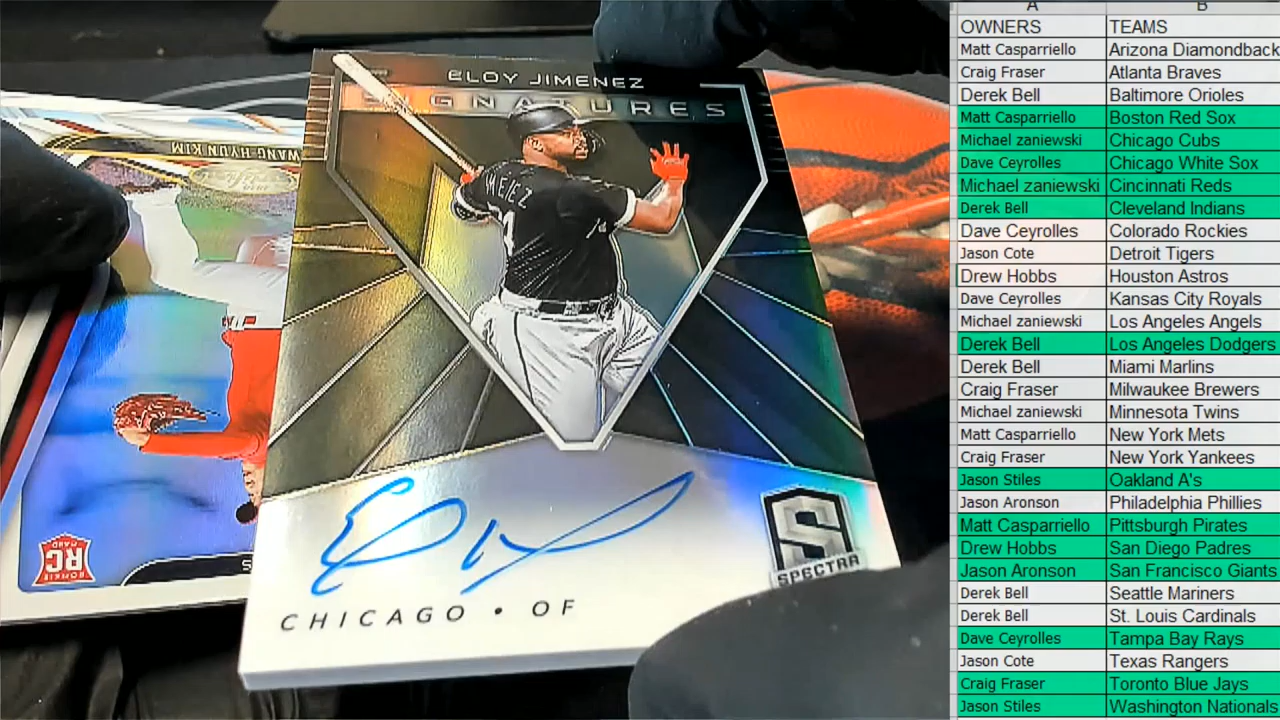 ELOY JIMENEZ
SIGNATURES
CHICAGO • OF
SPECTRA
WANG HYUN KIM
RC
ROOKIE
CARD
A B
OWNERS TEAMS
Matt Casparriello Arizona Diamondback
Craig Fraser Atlanta Braves
Derek Bell Baltimore Orioles
Matt Casparriello Boston Red Sox
Michael zaniewski Chicago Cubs
Dave Ceyrolles Chicago White Sox
Michael zaniewski Cincinnati Reds
Derek Bell Cleveland Indians
Dave Ceyrolles Colorado Rockies
Jason Cote Detroit Tigers
Drew Hobbs Houston Astros
Dave Ceyrolles Kansas City Royals
Michael zaniewski Los Angeles Angels
Derek Bell Los Angeles Dodgers
Derek Bell Miami Marlins
Craig Fraser Milwaukee Brewers
Michael zaniewski Minnesota Twins
Matt Casparriello New York Mets
Craig Fraser New York Yankees
Jason Stiles Oakland A's
Jason Aronson Philadelphia Phillies
Matt Casparriello Pittsburgh Pirates
Drew Hobbs San Diego Padres
Jason Aronson San Francisco Giants
Derek Bell Seattle Mariners
Derek Bell St. Louis Cardinals
Dave Ceyrolles Tampa Bay Rays
Jason Cote Texas Rangers
Craig Fraser Toronto Blue Jays
Jason Stiles Washington Nationals